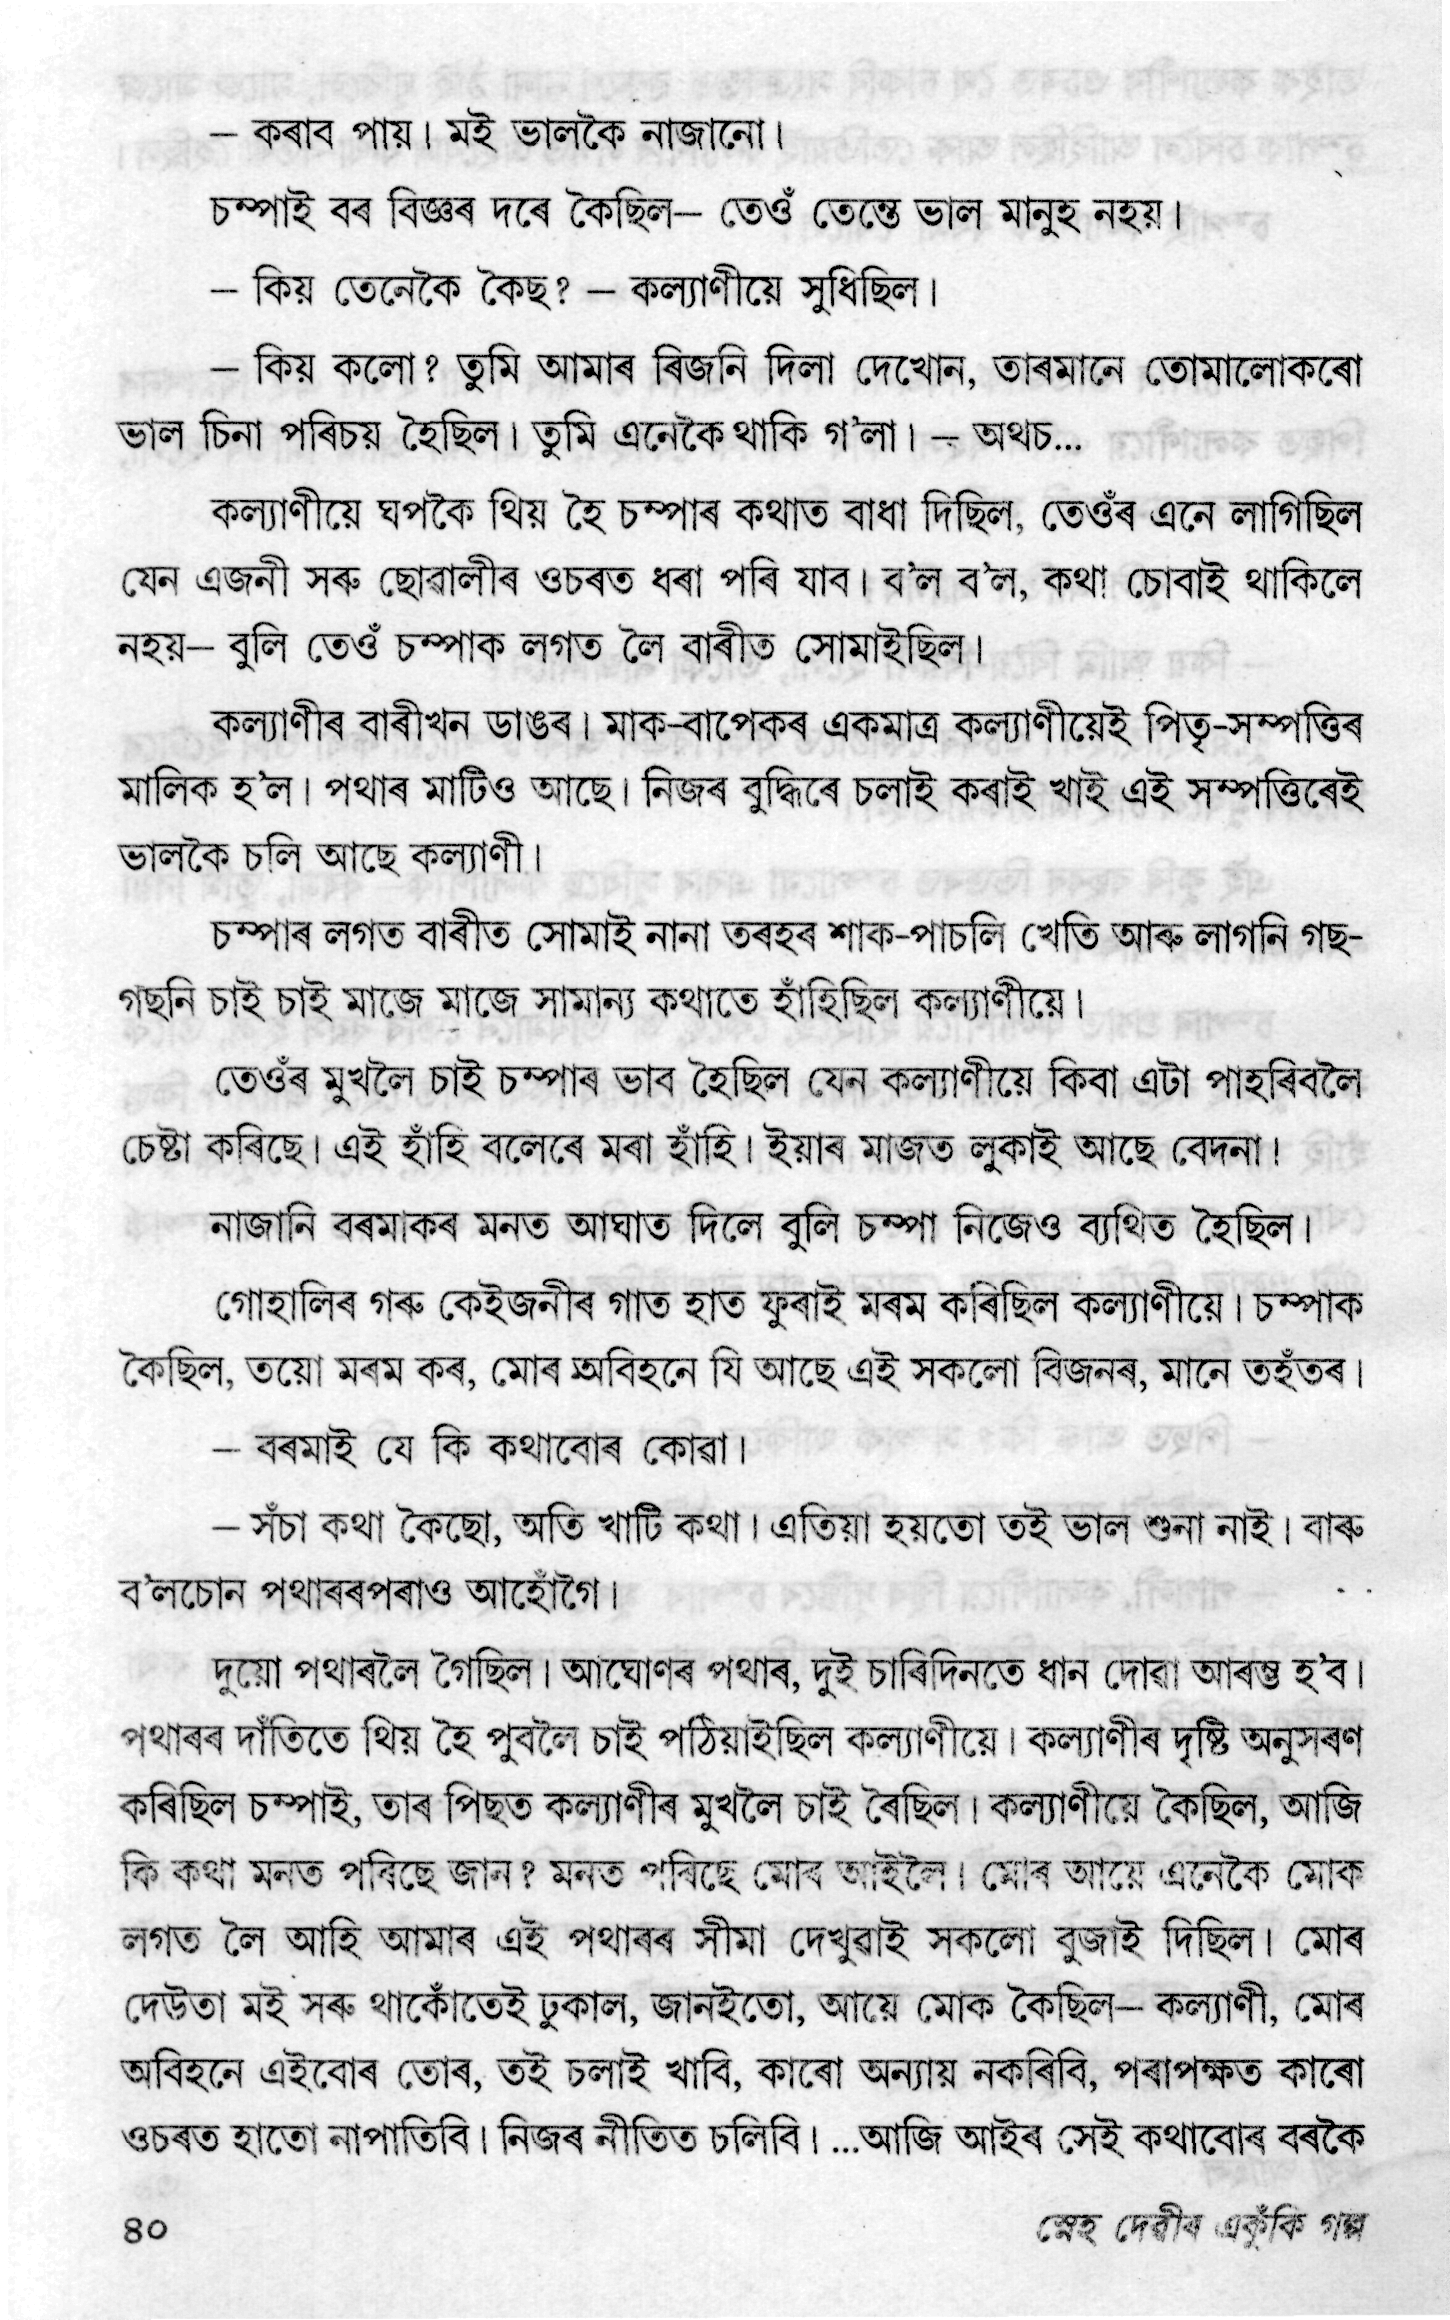 – কৰাব পায়। মই ভালকৈ নাজানো।
চম্পাই বৰ বিজ্ঞৰ দৰে কৈছিল– তেওঁ তেন্তে ভাল মানুহ নহয়।
– কিয় তেনেকৈ কৈছ? – কল্যাণীয়ে সুধিছিল।
– কিয় কলো? তুমি আমাৰ ৰিজনি দিলা দেখোন, তাৰমানে তোমালোকৰো
ভাল চিনা পৰিচয় হৈছিল। তুমি এনেকৈ থাকি গ’লা। – অথচ...
কল্যাণীয়ে ঘপকৈ থিয় হৈ চম্পাৰ কথাত বাধা দিছিল, তেওঁৰ এনে লাগিছিল
যেন এজনী সৰু ছোৱালীৰ ওচৰত ধৰা পৰি যাব। ব’ল ব’ল, কথা চোবাই থাকিলে
নহয়– বুলি তেওঁ চম্পাক লগত লৈ বাৰীত সোমাইছিল।
কল্যাণীৰ বাৰীখন ডাঙৰ। মাক-বাপেকৰ একমাত্ৰ কল্যাণীয়েই পিতৃ-সম্পত্তিৰ
মালিক হ’ল। পথাৰ মাটিও আছে। নিজৰ বুদ্ধিৰে চলাই কৰাই খাই এই সম্পত্তিৰেই
ভালকৈ চলি আছে কল্যাণী।
চম্পাৰ লগত বাৰীত সোমাই নানা তৰহৰ শাক-পাচলি খেতি আৰু লাগনি গছ-
গছনি চাই চাই মাজে মাজে সামান্য কথাতে হাঁহিছিল কল্যাণীয়ে।
তেওঁৰ মুখলৈ চাই চম্পাৰ ভাব হৈছিল যেন কল্যাণীয়ে কিবা এটা পাহৰিবলৈ
চেষ্টা কৰিছে। এই হাঁহি বলেৰে মৰা হাঁহি। ইয়াৰ মাজত লুকাই আছে বেদনা!
নাজানি বৰমাকৰ মনত আঘাত দিলে বুলি চম্পা নিজেও ব্যথিত হৈছিল।
গোহালিৰ গৰু কেইজনীৰ গাত হাত ফুৰাই মৰম কৰিছিল কল্যাণীয়ে। চম্পাক
কৈছিল, তয়ো মৰম কৰ, মোৰ অবিহনে যি আছে এই সকলো বিজনৰ, মানে তহঁতৰ।
– বৰমাই যে কি কথাবোৰ কোৱা।
– সঁচা কথা কৈছো, অতি খাটি কথা। এতিয়া হয়তো তই ভাল শুনা নাই। বাৰু
ব’লচোন পথাৰৰপৰাও আহোঁগৈ।
দুয়ো পথাৰলৈ গৈছিল। আঘোণৰ পথাৰ, দুই চাৰিদিনতে ধান দোৱা আৰম্ভ হ’ব।
পথাৰৰ দাঁতিতে থিয় হৈ পুবলৈ চাই পঠিয়াইছিল কল্যাণীয়ে। কল্যাণীৰ দৃষ্টি অনুসৰণ
কৰিছিল চম্পাই, তাৰ পিছত কল্যাণীৰ মুখলৈ চাই ৰৈছিল। কল্যাণীয়ে কৈছিল, আজি
কি কথা মনত পৰিছে জান? মনত পৰিছে মোৰ আইলৈ। মোৰ আয়ে এনেকৈ মোক
লগত লৈ আহি আমাৰ এই পথাৰৰ সীমা দেখুৱাই সকলো বুজাই দিছিল। মোৰ
দেউতা মই সৰু থাকোঁতেই ঢুকাল, জানইতো, আয়ে মোক কৈছিল– কল্যাণী, মোৰ
অবিহনে এইবোৰ তোৰ, তই চলাই খাবি, কাৰো অন্যায় নকৰিবি, পৰাপক্ষত কাৰো
ওচৰত হাতো নাপাতিবি। নিজৰ নীতিত চলিবি। ...আজি আইৰ সেই কথাবোৰ বৰকৈ
৪০ স্নেহ দেৱীৰ একুঁকি গল্প